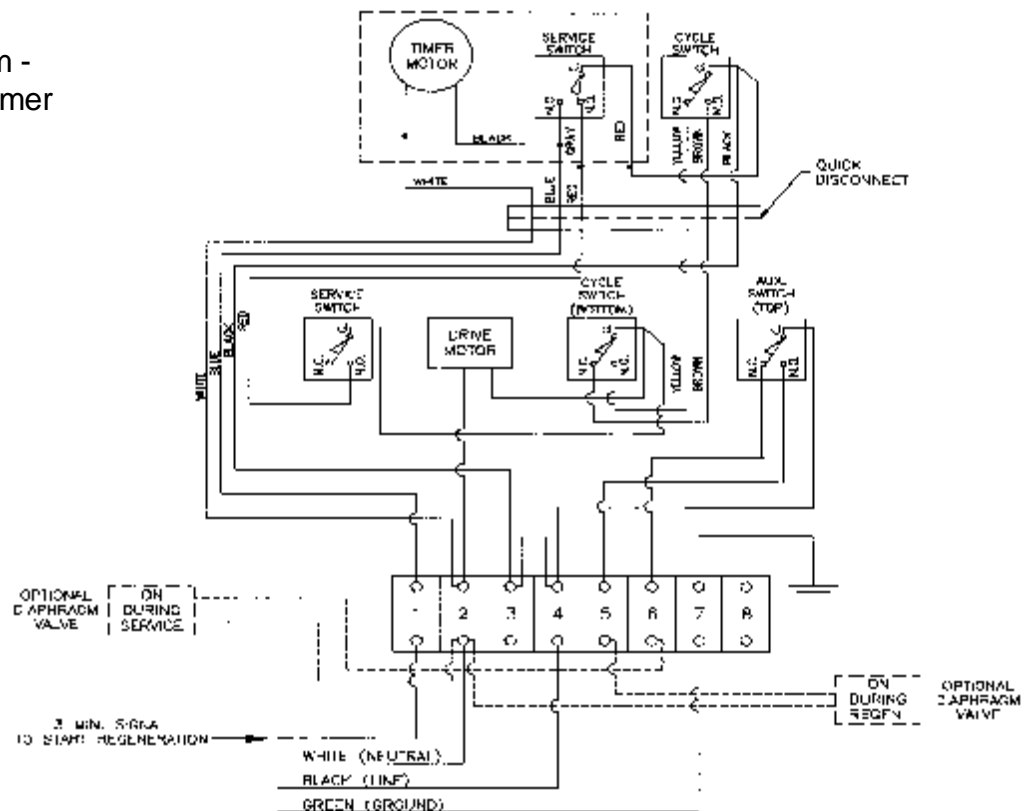 mer
TIMER
MOTOR
SERVICE
SWITCH
CYCLE
SWITCH
N.C.
N.O.
N.C.
N.O.
BLACK
GRAY
RED
YELLOW
BROWN
BLACK
WHITE
BLUE
RED
QUICK
DISCONNECT
SERVICE
SWITCH
N.C.
N.O.
DRIVE
MOTOR
CYCLE
SWITCH
(BOTTOM)
N.C.
N.O.
AUX.
SWITCH
(TOP)
N.C.
N.O.
WHITE
BLUE
BLACK
RED
YELLOW
BROWN
1 2 3 4 5 6 7 8
OPTIONAL
DIAPHRAGM
VALVE
ON
DURING
SERVICE
ON
DURING
REGEN
OPTIONAL
DIAPHRAGM
VALVE
MIN. SIGNA
TO START REGENERATION
WHITE (NEUTRAL)
BLACK (LINE)
GREEN (GROUND)